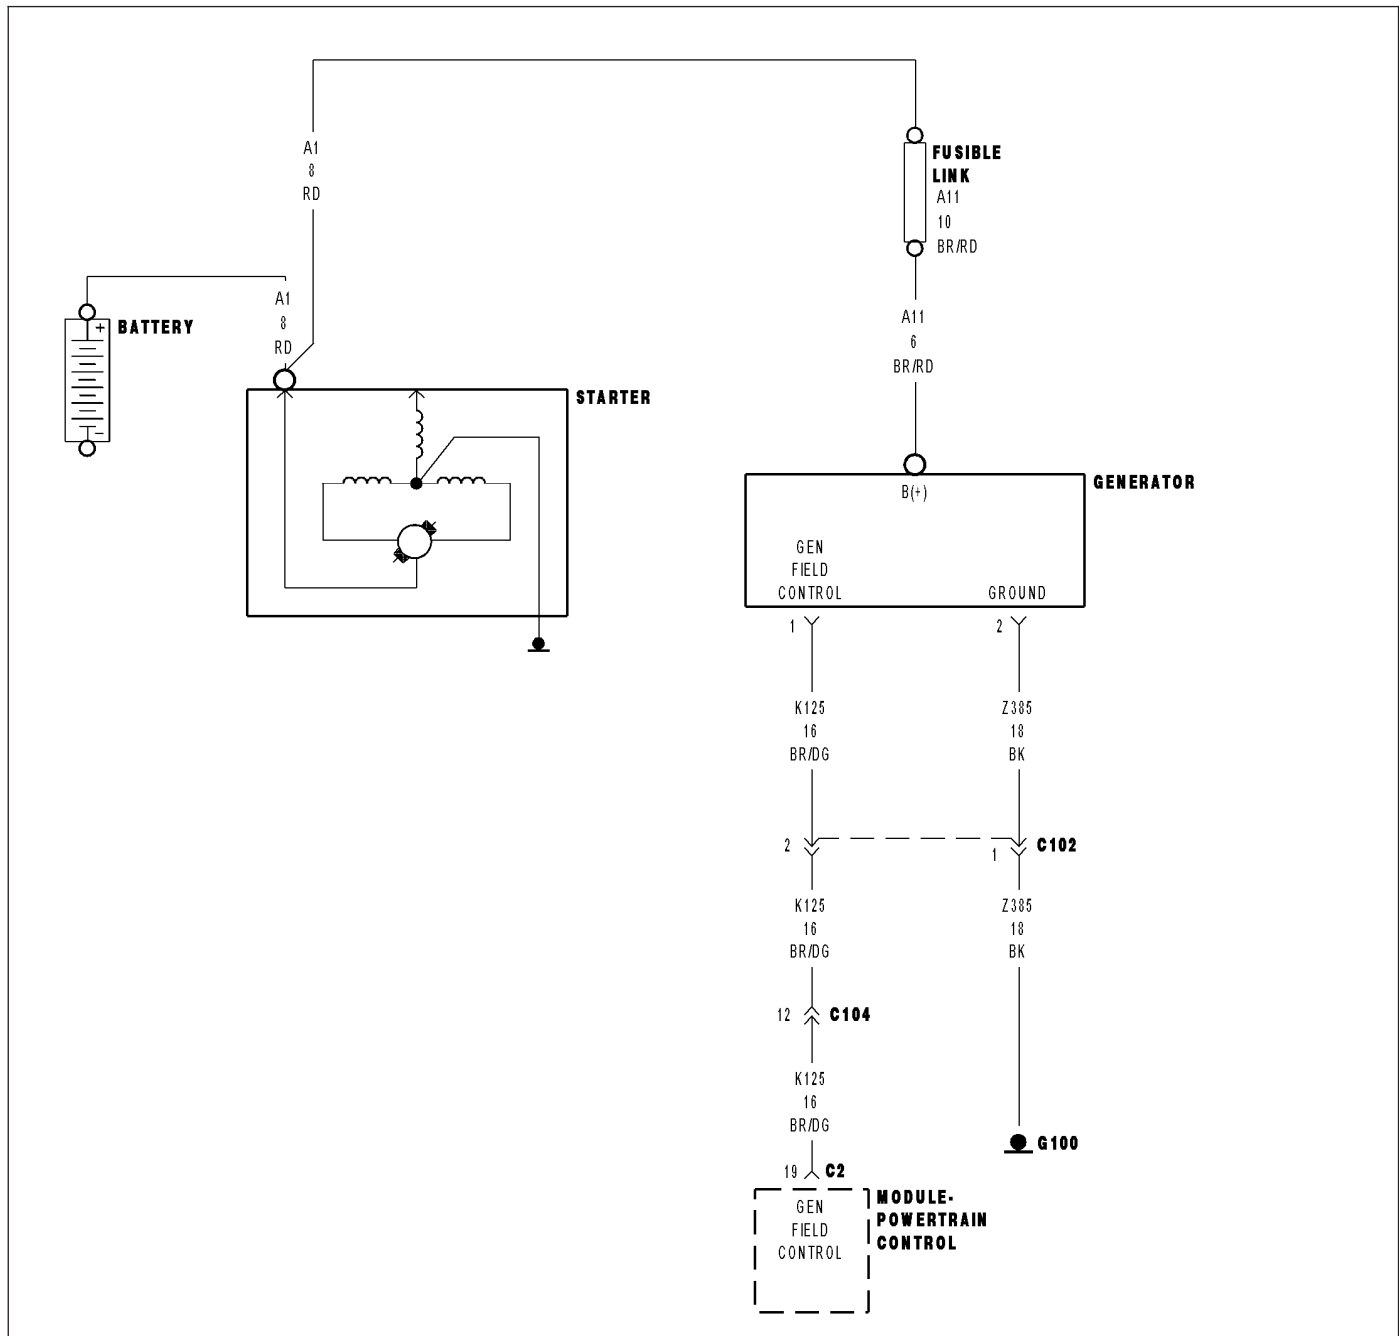 A1
8
RD
FUSIBLE
LINK
A11
10
BR/RD
A1
8
RD
+
BATTERY
-
A11
6
BR/RD
STARTER
B(+)
GENERATOR
GEN
FIELD
CONTROL
GROUND
1
2
K125
16
BR/DG
Z385
18
BK
2
1
C102
K125
16
BR/DG
Z385
18
BK
12
C104
K125
16
BR/DG
G100
19
C2
GEN
FIELD
CONTROL
MODULE-
POWERTRAIN
CONTROL